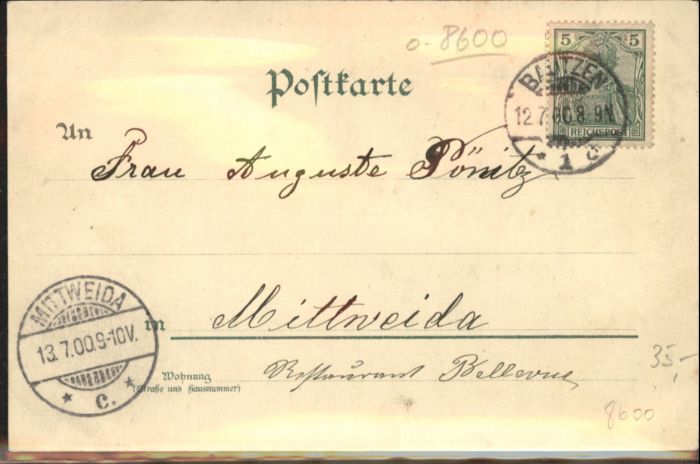 o. 8600
5 5
REICHSPOST
BAUTZEN
12.7.00.8-9N.
* 1 c
Postkarte
An
Frau Auguste Pönitz
MITTWEIDA
13.7.00.9-10V.
* c. *
in Mittweida
Wohnung
(Straße und Hausnummer)
Restaurant Bellevue
35,-
8600